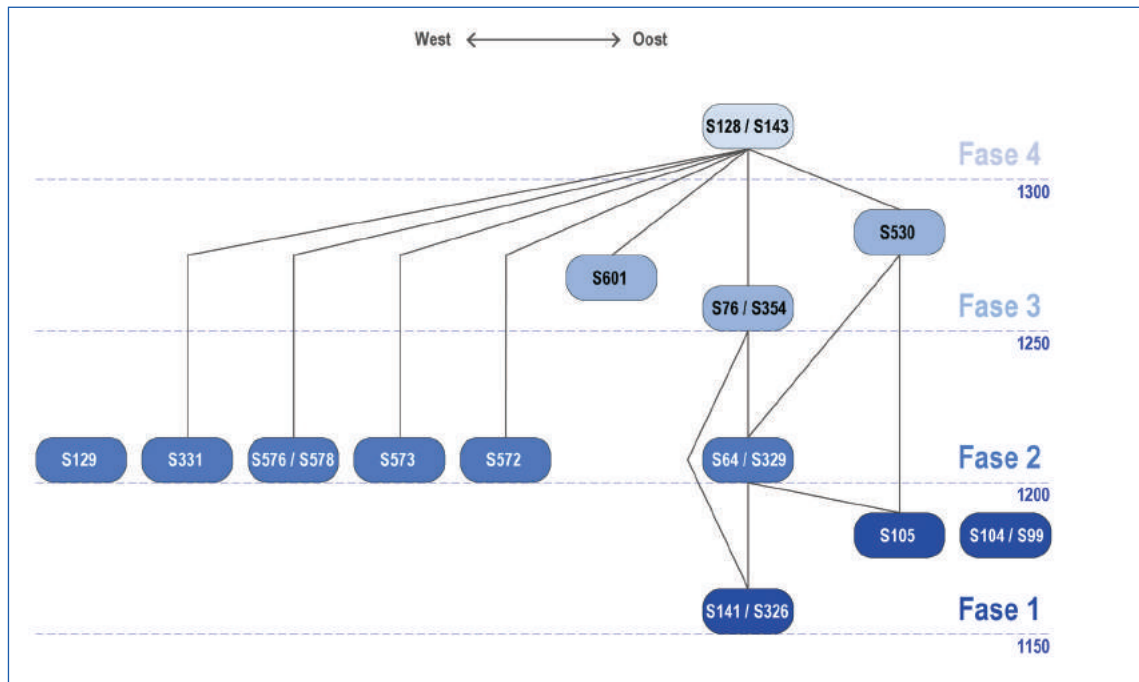 West Oost
S128 / S143
Fase 4
1300
S530
S601
S76 / S354
Fase 3
1250
S129 S331 S576 / S578 S573 S572 S64 / S329 Fase 2
1200
S105 S104 / S99
S141 / S326 Fase 1
1150